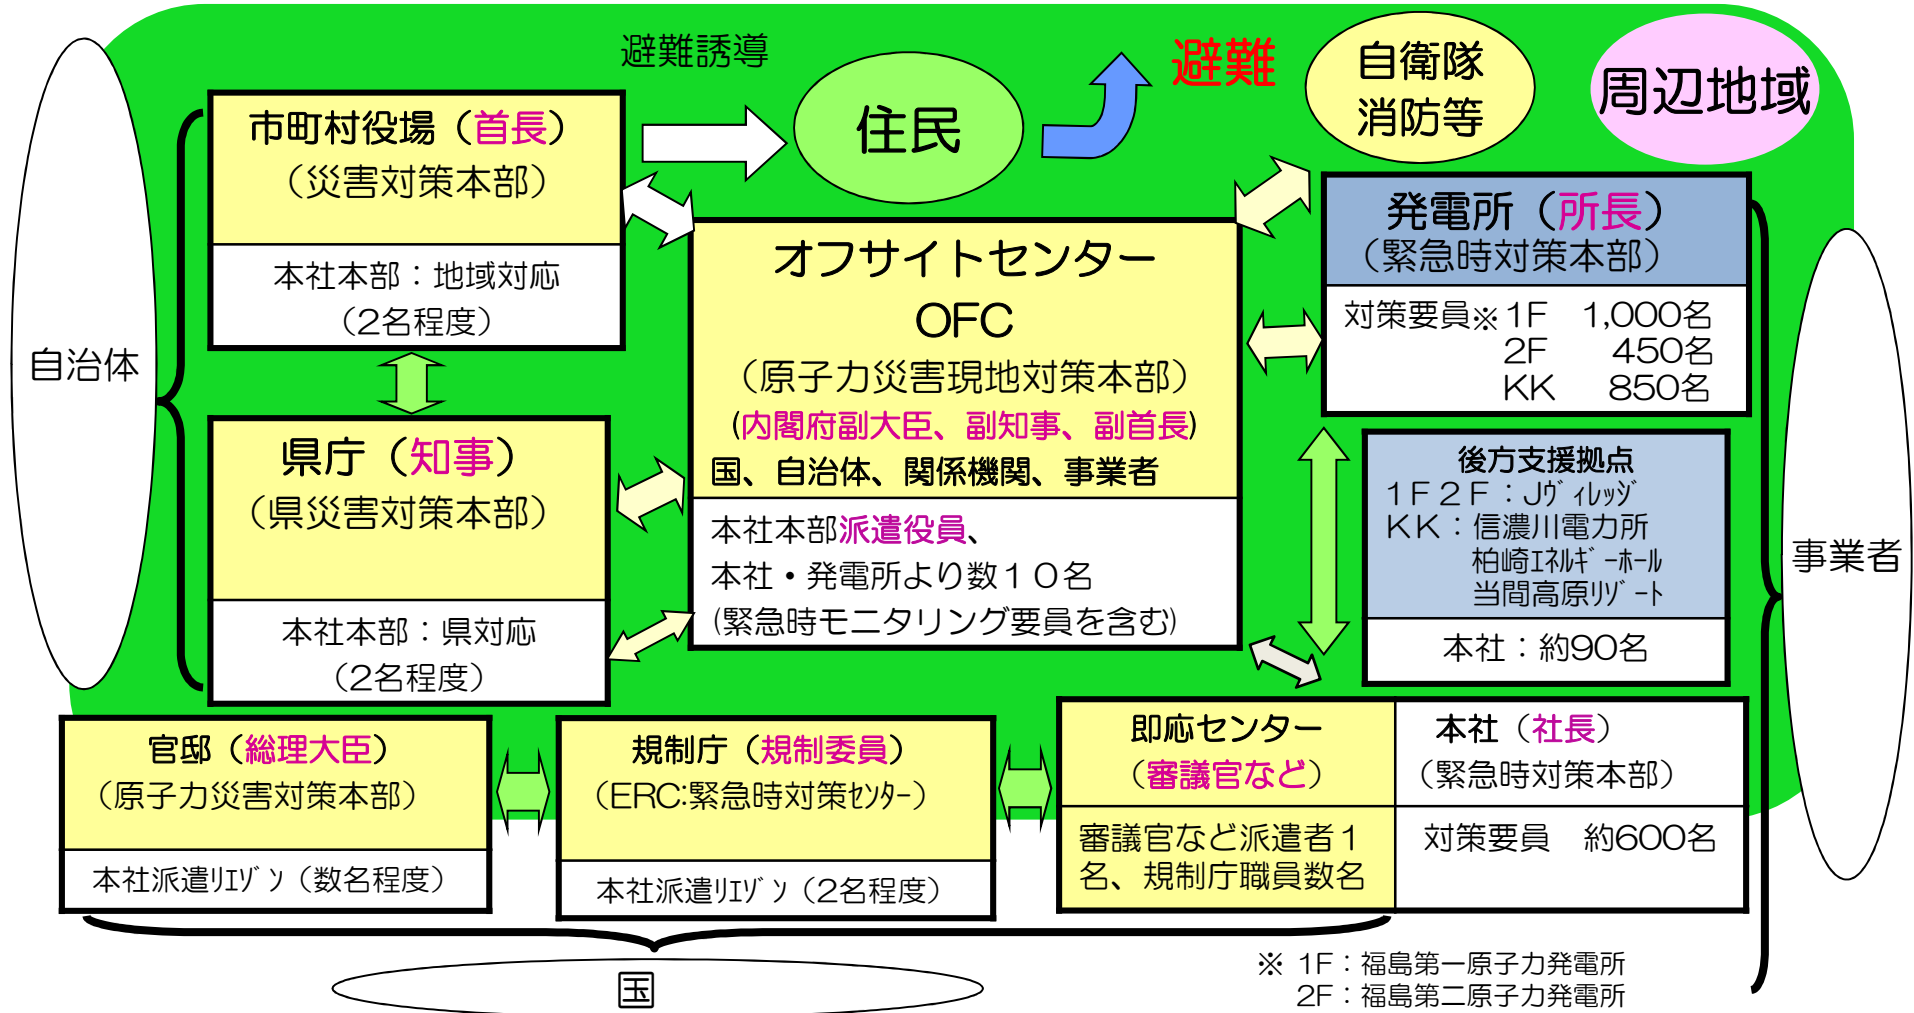 避難誘導
住民
避難
自衛隊
消防等
周辺地域
自治体
市町村役場（首長）
（災害対策本部）
本社本部：地域対応
（2名程度）
県庁（知事）
（県災害対策本部）
本社本部：県対応
（2名程度）
オフサイトセンター
OFC
（原子力災害現地対策本部）
(内閣府副大臣、副知事、副首長)
国、自治体、関係機関、事業者
本社本部派遣役員、
本社・発電所より数１０名
(緊急時モニタリング要員を含む)
発電所（所長）
（緊急時対策本部）
対策要員※1F　1,000名
2F　450名
KK　850名
後方支援拠点
１Ｆ２Ｆ：Jｳﾞｨﾚｯｼﾞ
ＫＫ：信濃川電力所
柏崎ｴﾈﾙｷﾞｰﾎｰﾙ
当間高原ﾘｿﾞｰﾄ
本社：約90名
事業者
官邸（総理大臣）
（原子力災害対策本部）
本社派遣ﾘｴｿﾞﾝ（数名程度）
規制庁（規制委員）
（ERC:緊急時対策ｾﾝﾀｰ）
本社派遣ﾘｴｿﾞﾝ（2名程度）
即応センター
（審議官など）
審議官など派遣者１
名、規制庁職員数名
本社（社長）
（緊急時対策本部）
対策要員　約600名
国
※ 1F：福島第一原子力発電所
2F：福島第二原子力発電所